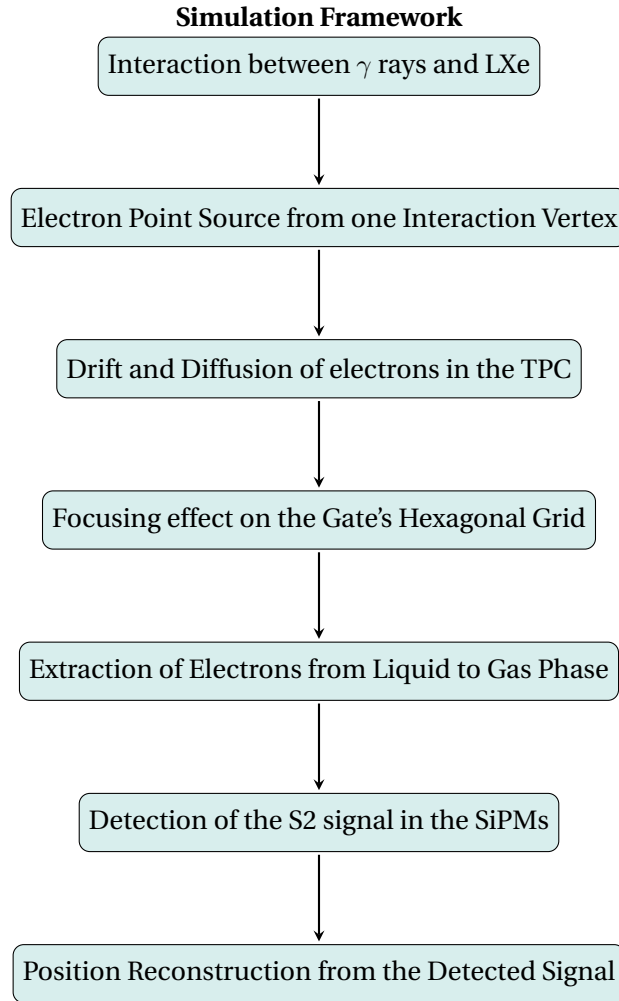 Simulation Framework
Interaction between γ rays and LXe
Electron Point Source from one Interaction Vertex
Drift and Diffusion of electrons in the TPC
Focusing effect on the Gate's Hexagonal Grid
Extraction of Electrons from Liquid to Gas Phase
Detection of the S2 signal in the SiPMs
Position Reconstruction from the Detected Signal